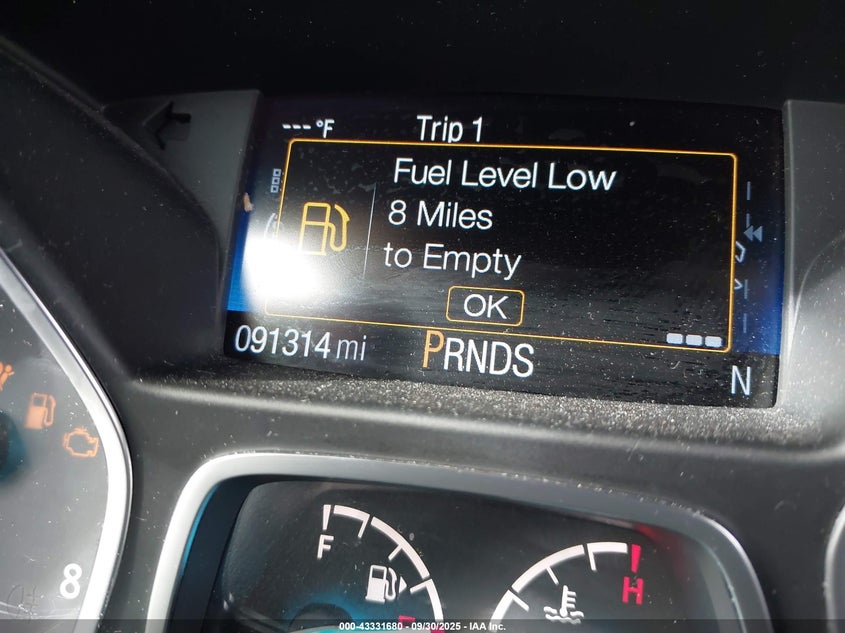 --- °F Trip 1
Fuel Level Low
8 Miles
to Empty
OK
091314 mi PRNDS N
F
H
8
000-43331680 - 09/30/2025 - IAA Inc.